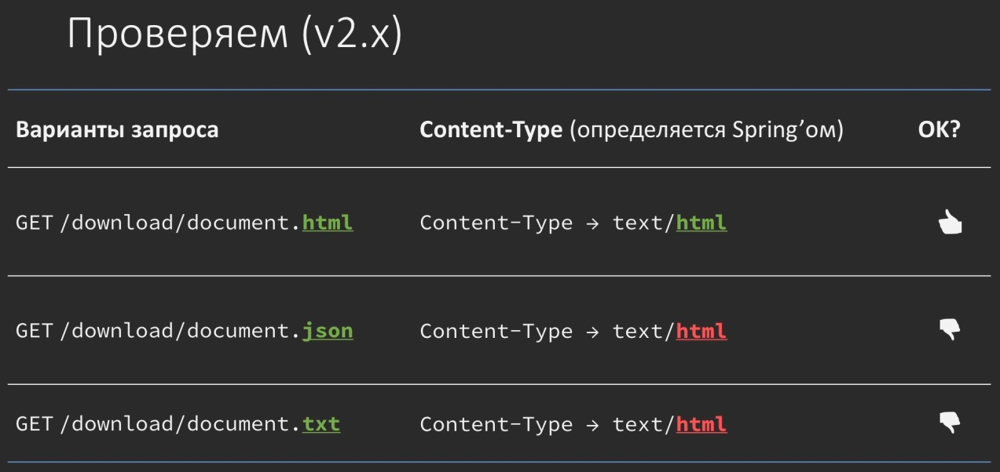 Проверяем (v2.x)
Варианты запроса Content-Type (определяется Spring’ом) OK?
GET /download/document.html Content-Type → text/html
GET /download/document.json Content-Type → text/html
GET /download/document.txt Content-Type → text/html